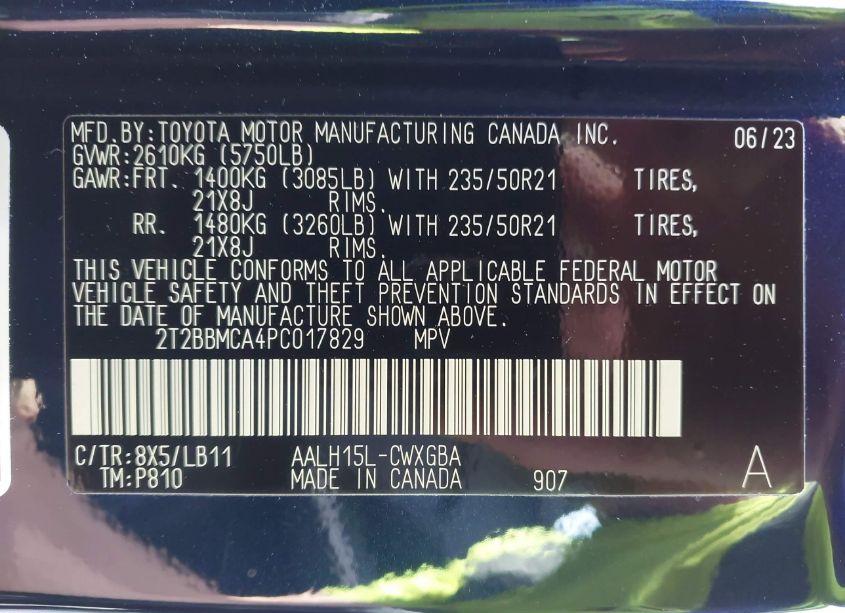 MFD.BY:TOYOTA MOTOR MANUFACTURING CANADA INC. 06/23
GVWR:2610KG (5750LB)
GAWR:FRT. 1400KG (3085LB) WITH 235/50R21 TIRES,
21X8J RIMS.
RR. 1480KG (3260LB) WITH 235/50R21 TIRES,
21X8J RIMS.
THIS VEHICLE CONFORMS TO ALL APPLICABLE FEDERAL MOTOR
VEHICLE SAFETY AND THEFT PREVENTION STANDARDS IN EFFECT ON
THE DATE OF MANUFACTURE SHOWN ABOVE.
2T2BBMCA4PC017829 MPV
C/TR:8X5/LB11 AALH15L-CWXGBA
TM:P810 MADE IN CANADA 907 A